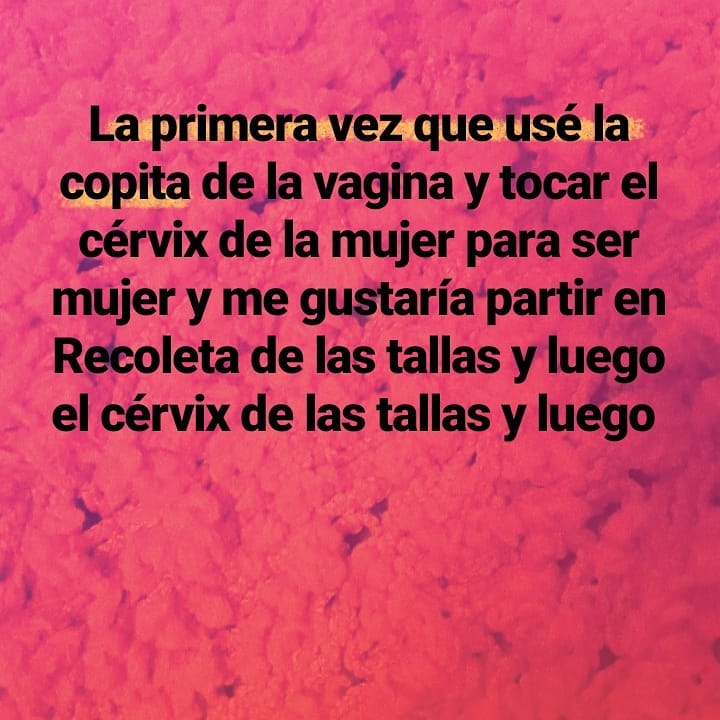 La primera vez que usé la
copita de la vagina y tocar el
cérvix de la mujer para ser
mujer y me gustaría partir en
Recoleta de las tallas y luego
el cérvix de las tallas y luego